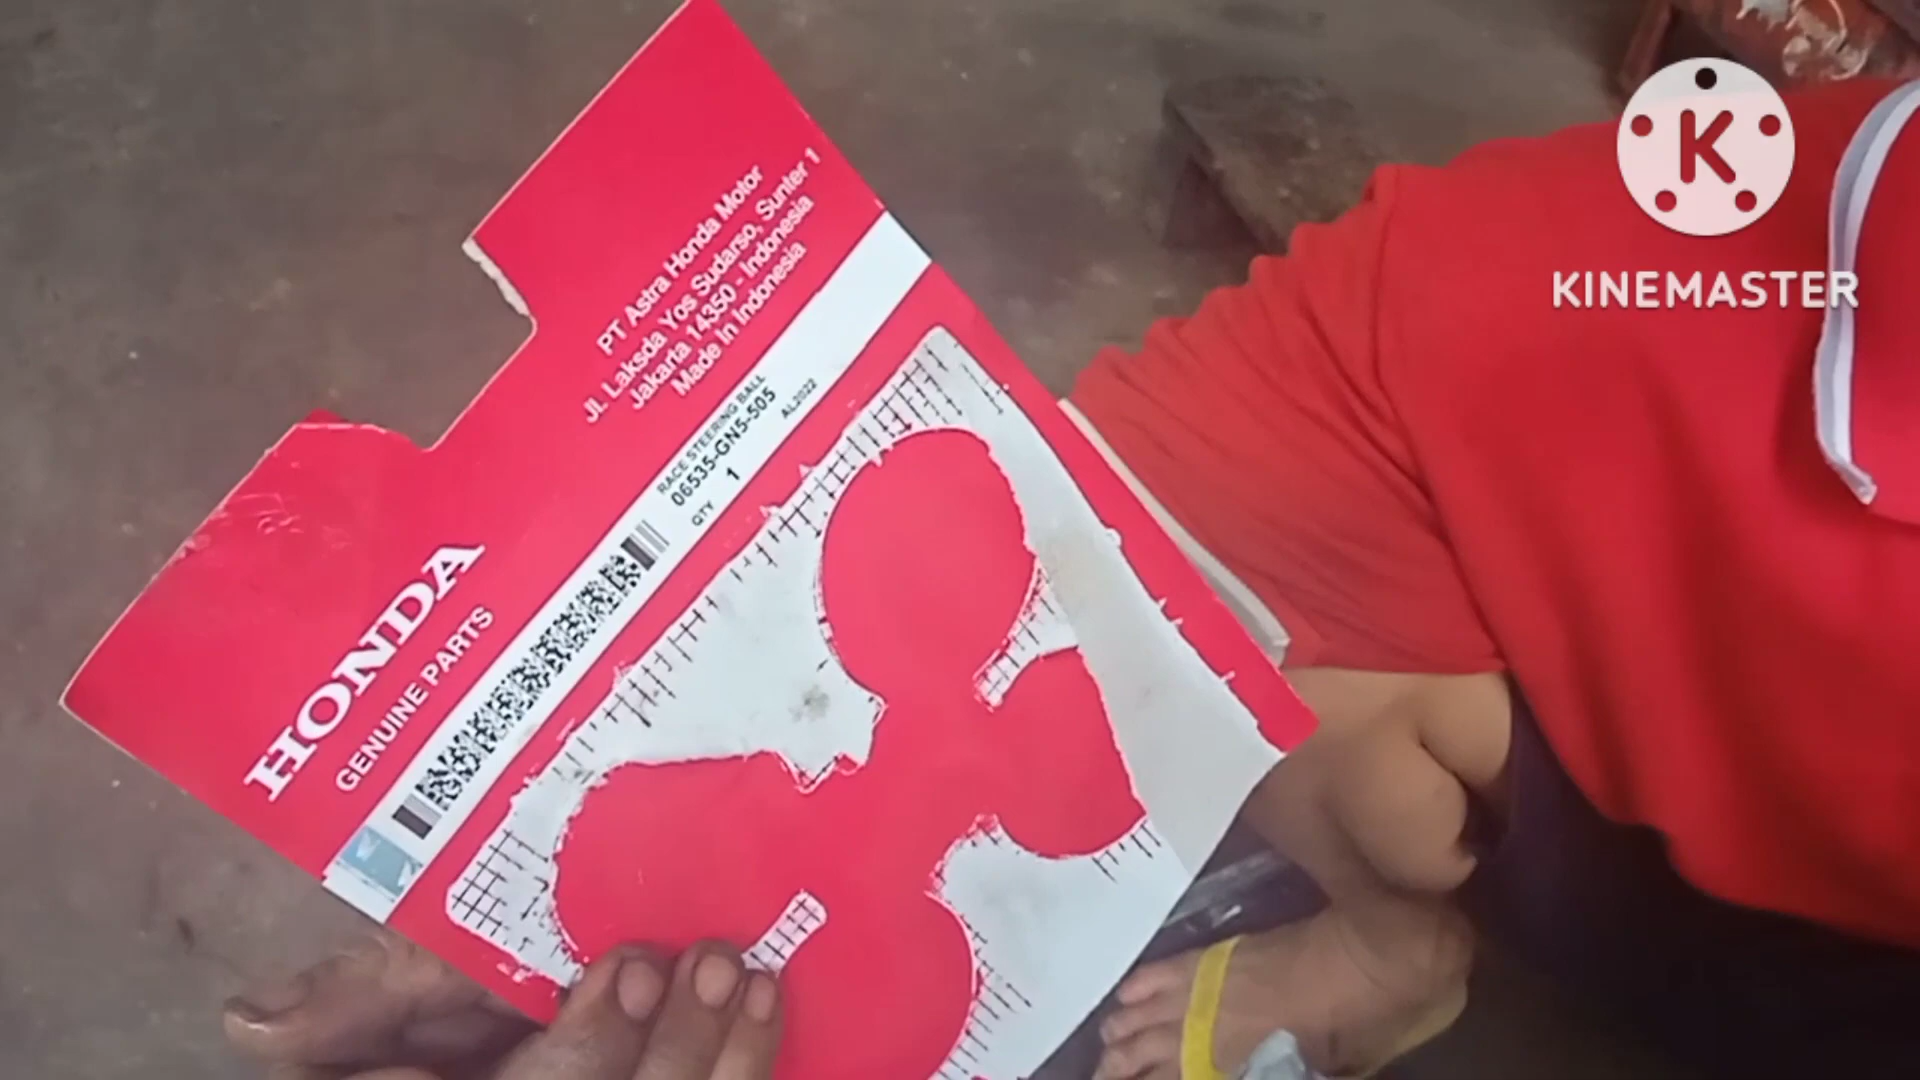 PT Astra Honda Motor
Jl. Laksda Yos Sudarso, Sunter 1
Jakarta 14350 - Indonesia
Made In Indonesia
RACE STEERING BALL
06535-GN5-505
AL2022
QTY 1
HONDA
GENUINE PARTS
K
KINEMASTER